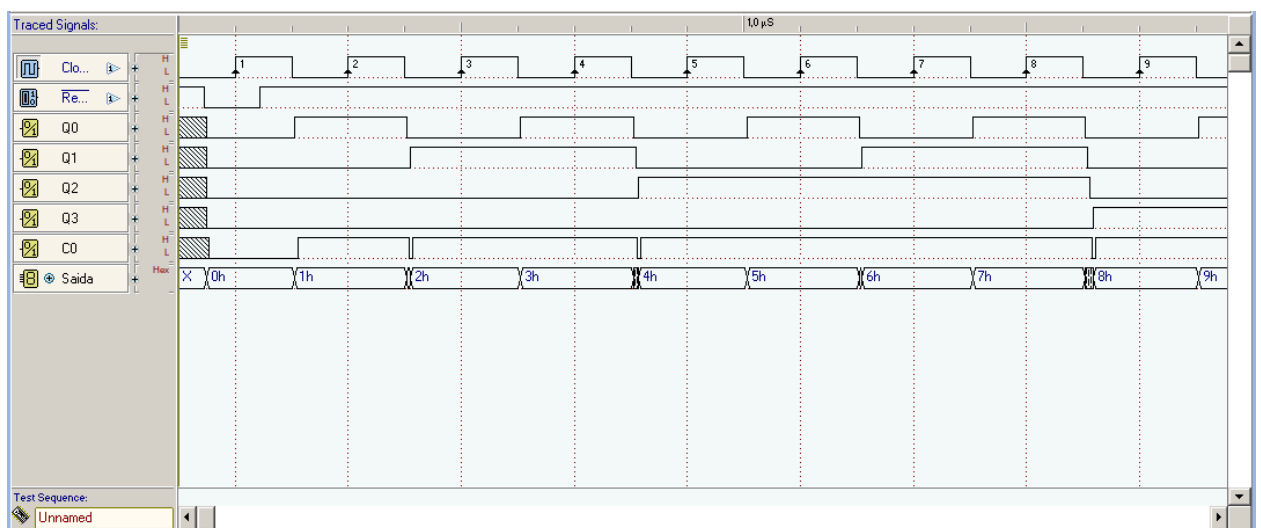 Traced Signals:
1,0 µS
Clo... H L 1 2 3 4 5 6 7 8 9
Re... H L
Q0 H L
Q1 H L
Q2 H L
Q3 H L
C0 H L
Saida Hex X 0h 1h 2h 3h 4h 5h 6h 7h 8h 9h
Test Sequence:
Unnamed